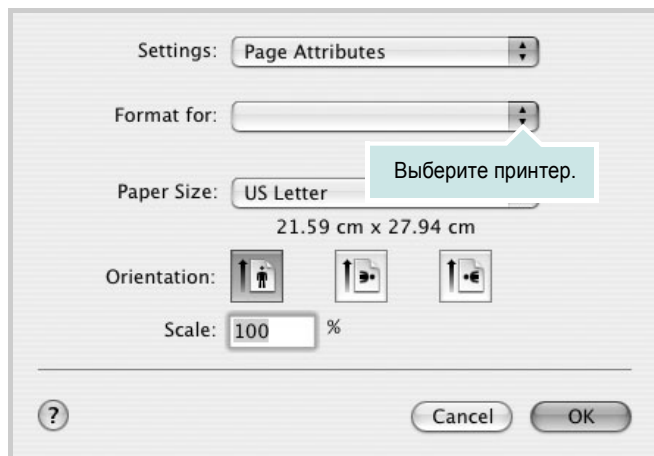 Settings: Page Attributes
Format for:
Выберите принтер.
Paper Size: US Letter
21.59 cm x 27.94 cm
Orientation:
Scale: 100 %
? Cancel OK